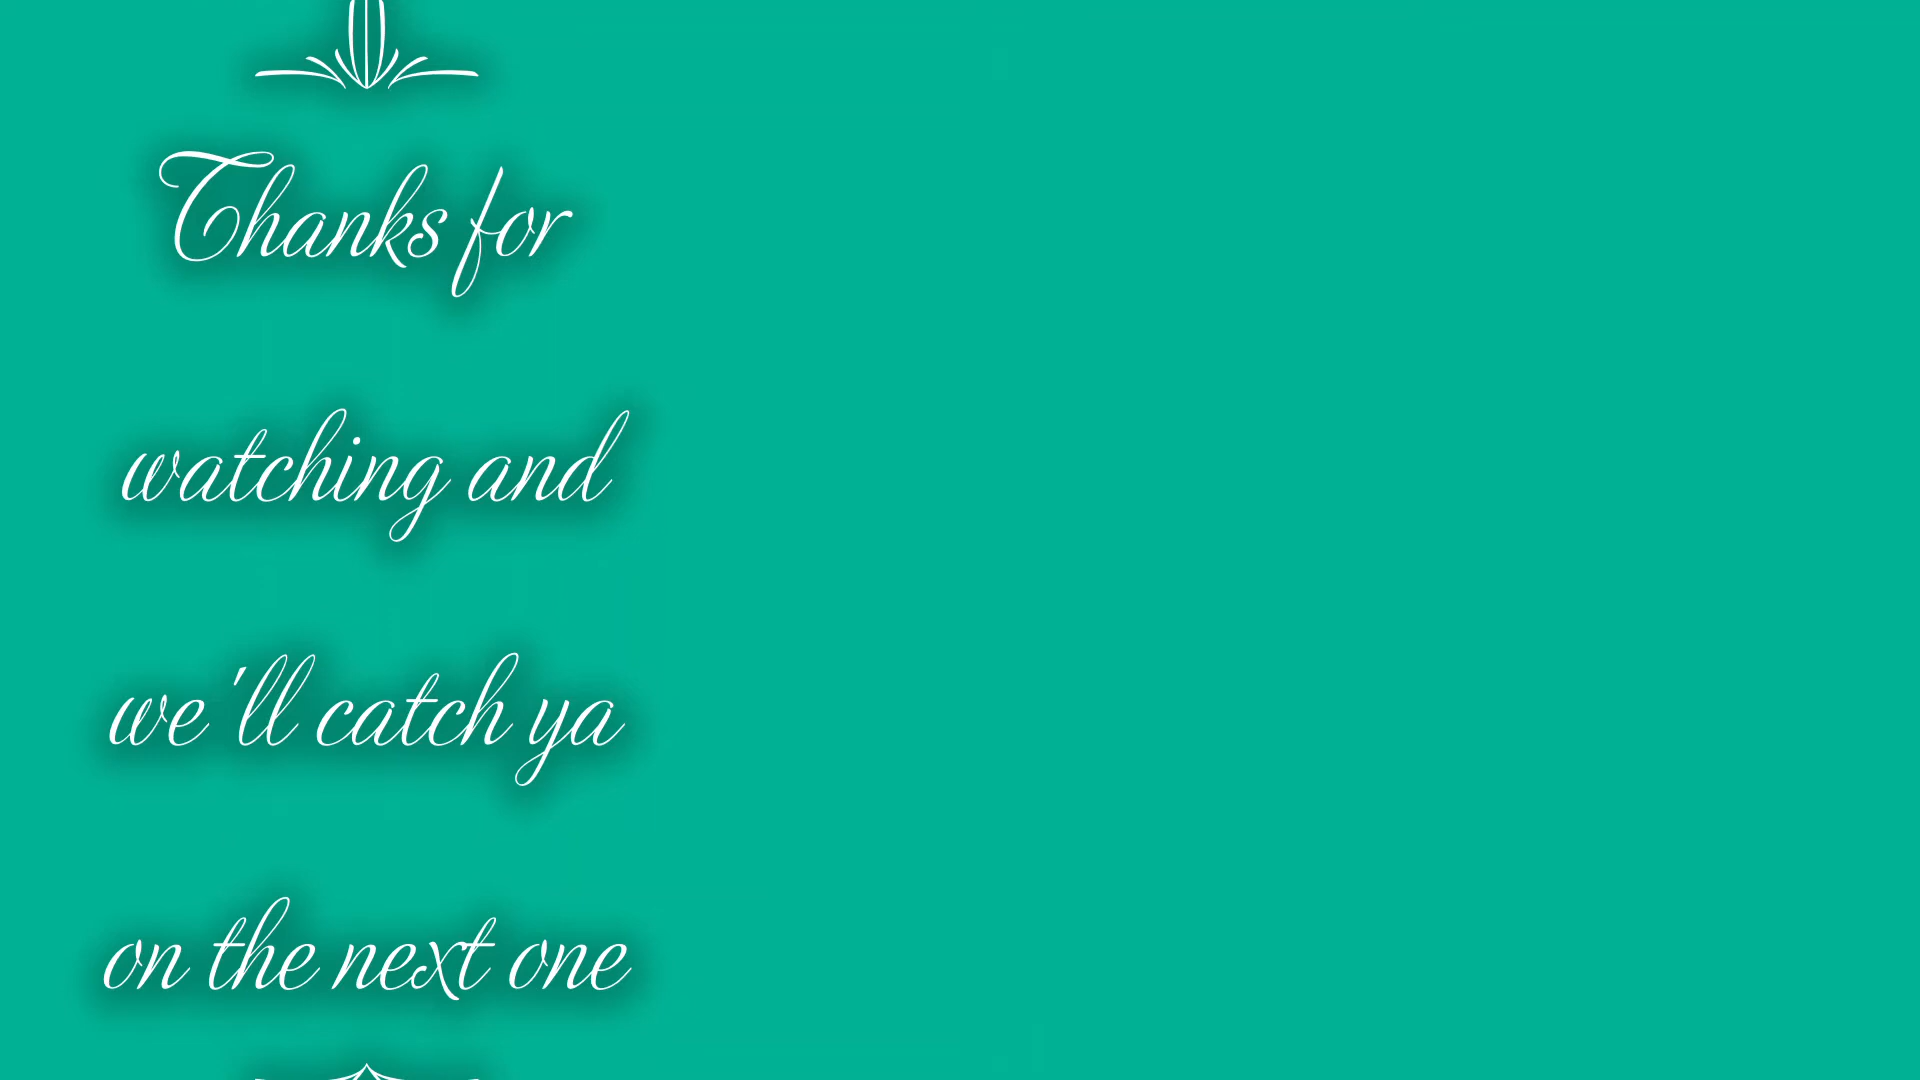 Thanks for
watching and
we'll catch ya
on the next one